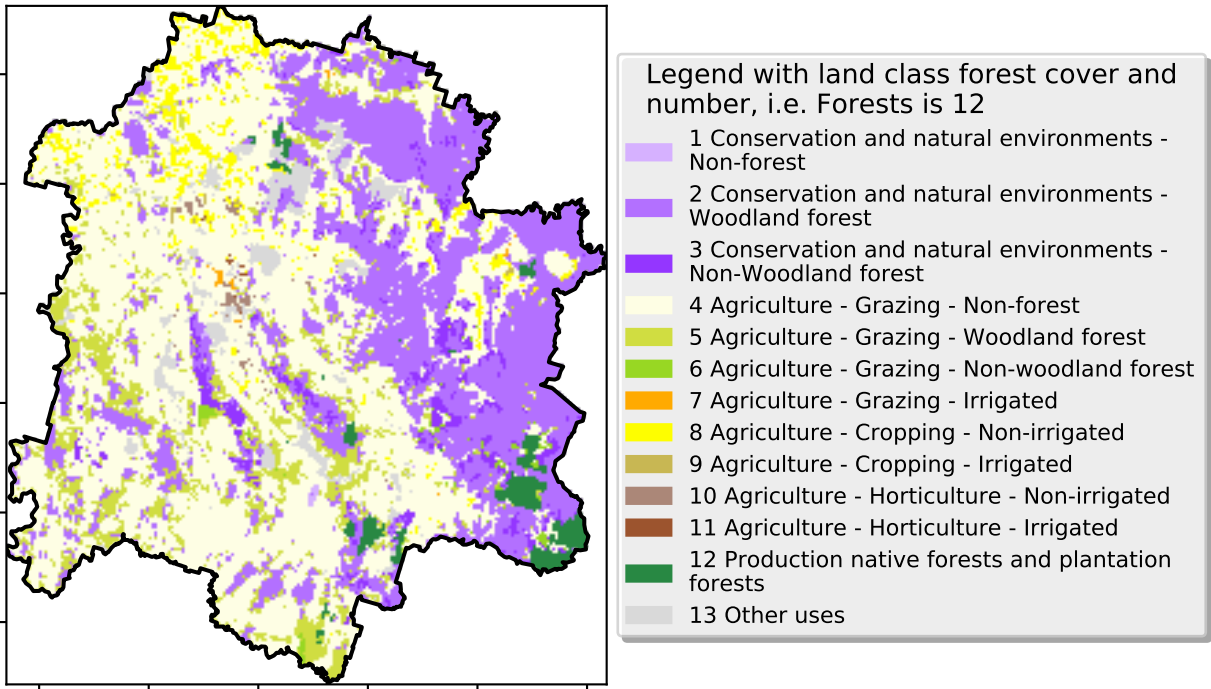 Legend with land class forest cover and
number, i.e. Forests is 12
1 Conservation and natural environments -
Non-forest
2 Conservation and natural environments -
Woodland forest
3 Conservation and natural environments -
Non-Woodland forest
4 Agriculture - Grazing - Non-forest
5 Agriculture - Grazing - Woodland forest
6 Agriculture - Grazing - Non-woodland forest
7 Agriculture - Grazing - Irrigated
8 Agriculture - Cropping - Non-irrigated
9 Agriculture - Cropping - Irrigated
10 Agriculture - Horticulture - Non-irrigated
11 Agriculture - Horticulture - Irrigated
12 Production native forests and plantation
forests
13 Other uses